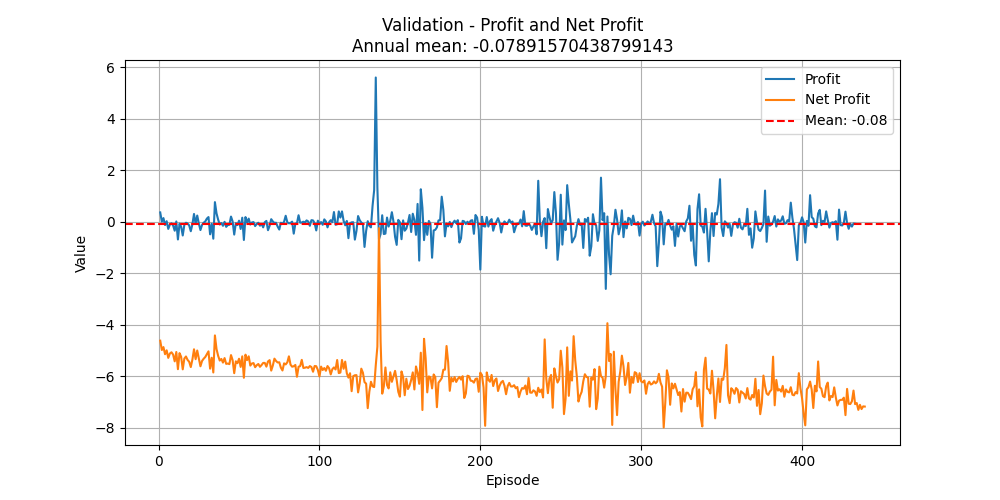 Validation - Profit and Net Profit
Annual mean: -0.07891570438799143
Profit
Net Profit
Mean: -0.08
6
4
2
0
−2
−4
−6
−8
Value
0
100
200
300
400
Episode